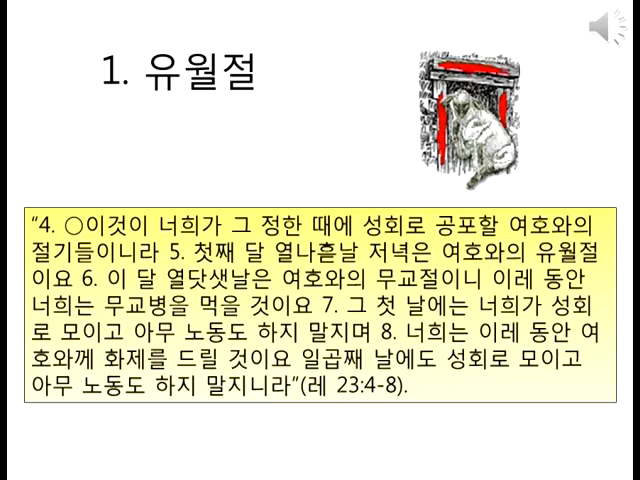 1. 유월절
"4. ○이것이 너희가 그 정한 때에 성회로 공포할 여호와의
절기들이니라 5. 첫째 달 열나흗날 저녁은 여호와의 유월절
이요 6. 이 달 열닷샛날은 여호와의 무교절이니 이레 동안
너희는 무교병을 먹을 것이요 7. 그 첫 날에는 너희가 성회
로 모이고 아무 노동도 하지 말지며 8. 너희는 이레 동안 여
호와께 화제를 드릴 것이요 일곱째 날에도 성회로 모이고
아무 노동도 하지 말지니라"(레 23:4-8).